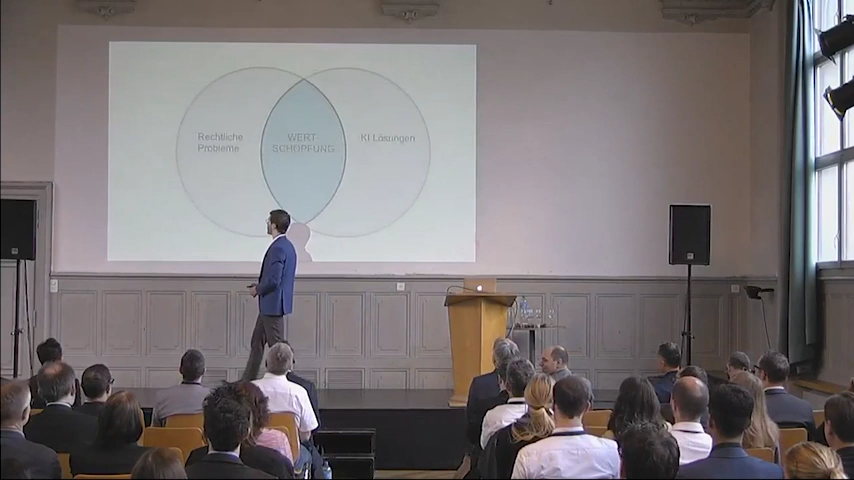 Rechtliche
Probleme
WERT
SCHÖPFUNG
KI Lösungen